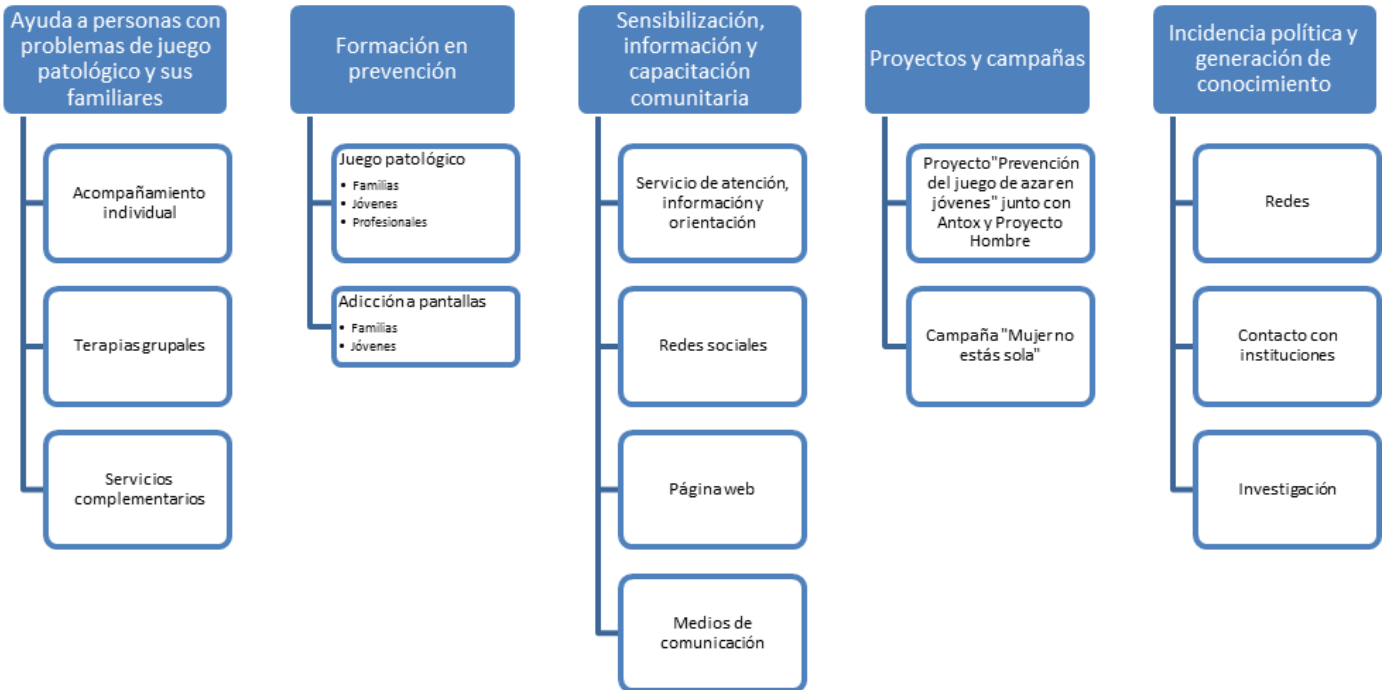 Ayuda a personas con
problemas de juego
patológico y sus
familiares
Acompañamiento
individual
Terapias grupales
Servicios
complementarios
Formación en
prevención
Juego patológico
• Familias
• Jóvenes
• Profesionales
Adicción a pantallas
• Familias
• Jóvenes
Sensibilización,
información y
capacitación
comunitaria
Servicio de atención,
información y
orientación
Redes sociales
Página web
Medios de
comunicación
Proyectos y campañas
Proyecto "Prevención
del juego de azar en
jóvenes" junto con
Antox y Proyecto
Hombre
Campaña "Mujer no
estás sola"
Incidencia política y
generación de
conocimiento
Redes
Contacto con
instituciones
Investigación